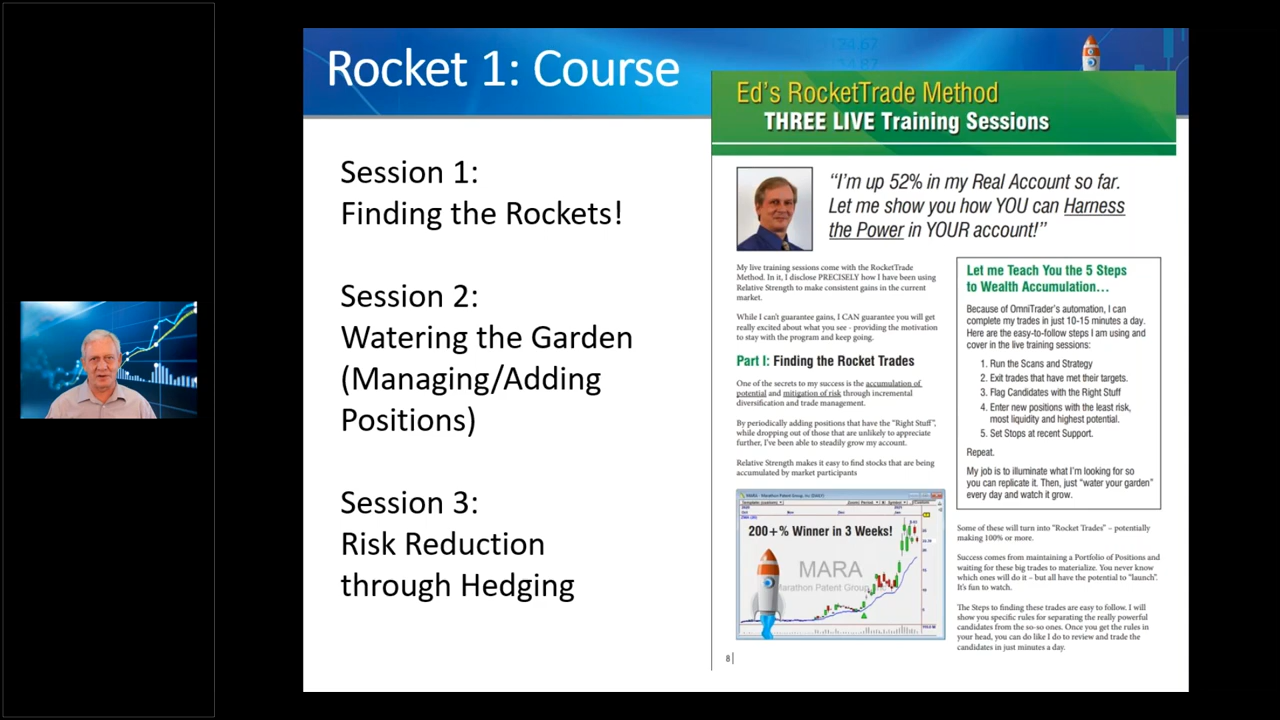 Rocket 1: Course
Session 1:
Finding the Rockets!
Session 2:
Watering the Garden
(Managing/Adding
Positions)
Session 3:
Risk Reduction
through Hedging
Ed's RocketTrade Method
THREE LIVE Training Sessions
"I'm up 52% in my Real Account so far.
Let me show you how YOU can Harness
the Power in YOUR account!"
My live training sessions come with the RocketTrade
Method. In it, I disclose PRECISELY how I have been using
Relative Strength to make consistent gains in the current
market.
While I can't guarantee gains, I CAN guarantee you will get
really excited about what you see - providing the motivation
to stay with the program and keep going.
Part I: Finding the Rocket Trades
One of the secrets to my success is the accumulation of
potential and mitigation of risk through incremental
diversification and trade management.
By periodically adding positions that have the "Right Stuff",
while dropping out of those that are unlikely to appreciate
further, I've been able to steadily grow my account.
Relative Strength makes it easy to find stocks that are being
accumulated by market participants
200+% Winner in 3 Weeks!
MARA
Marathon Patent Group, Inc
8
Let me Teach You the 5 Steps
to Wealth Accumulation…
Because of OmniTrader's automation, I can
complete my trades in just 10-15 minutes a day.
Here are the easy-to-follow steps I am using and
cover in the live training sessions:
1. Run the Scans and Strategy
2. Exit trades that have met their targets.
3. Flag Candidates with the Right Stuff
4. Enter new positions with the least risk,
most liquidity and highest potential.
5. Set Stops at recent Support.
Repeat.
My job is to illuminate what I'm looking for so
you can replicate it. Then, just "water your garden"
every day and watch it grow.
Some of these will turn into "Rocket Trades" – potentially
making 100% or more.
Success comes from maintaining a Portfolio of Positions and
waiting for these big trades to materialize. You never know
which ones will do it – but all have the potential to "launch".
It's fun to watch.
The Steps to finding these trades are easy to follow. I will
show you specific rules for separating the really powerful
candidates from the so-so ones. Once you get the rules in
your head, you can do like I do to review and trade the
candidates in just minutes a day.